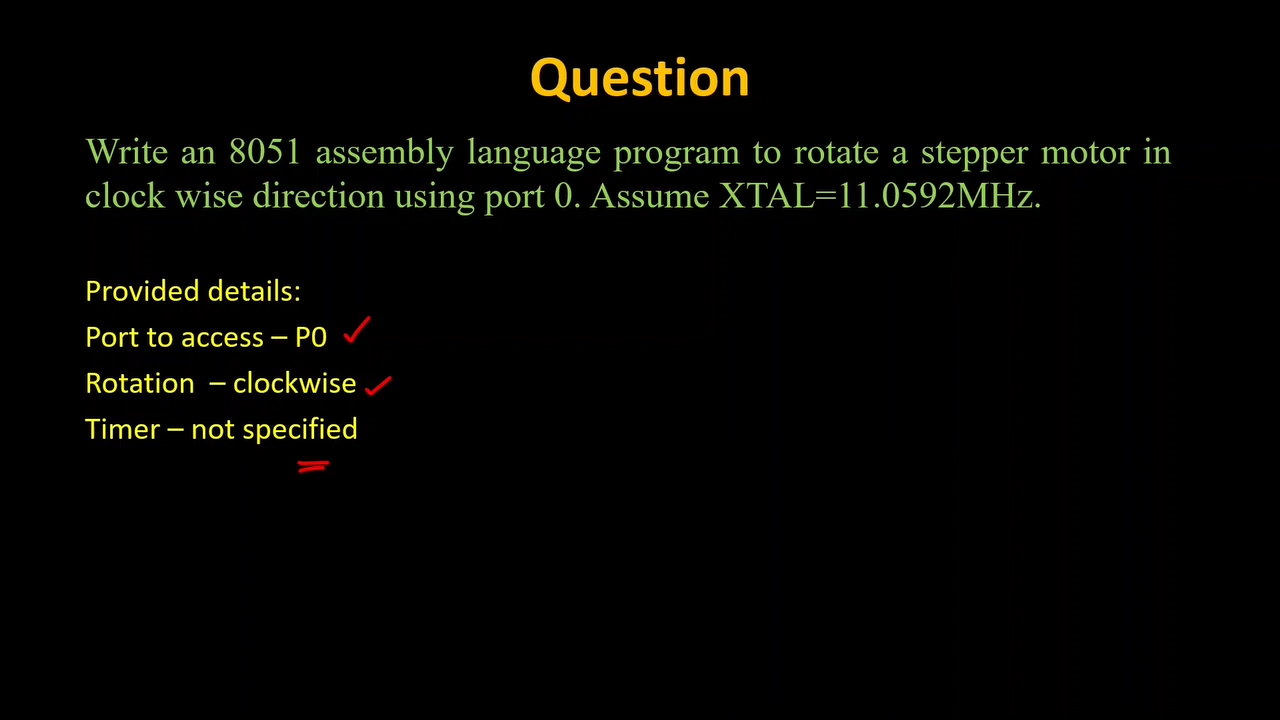 Question
Write an 8051 assembly language program to rotate a stepper motor in
clock wise direction using port 0. Assume XTAL=11.0592MHz.
Provided details:
Port to access – P0
Rotation – clockwise
Timer – not specified